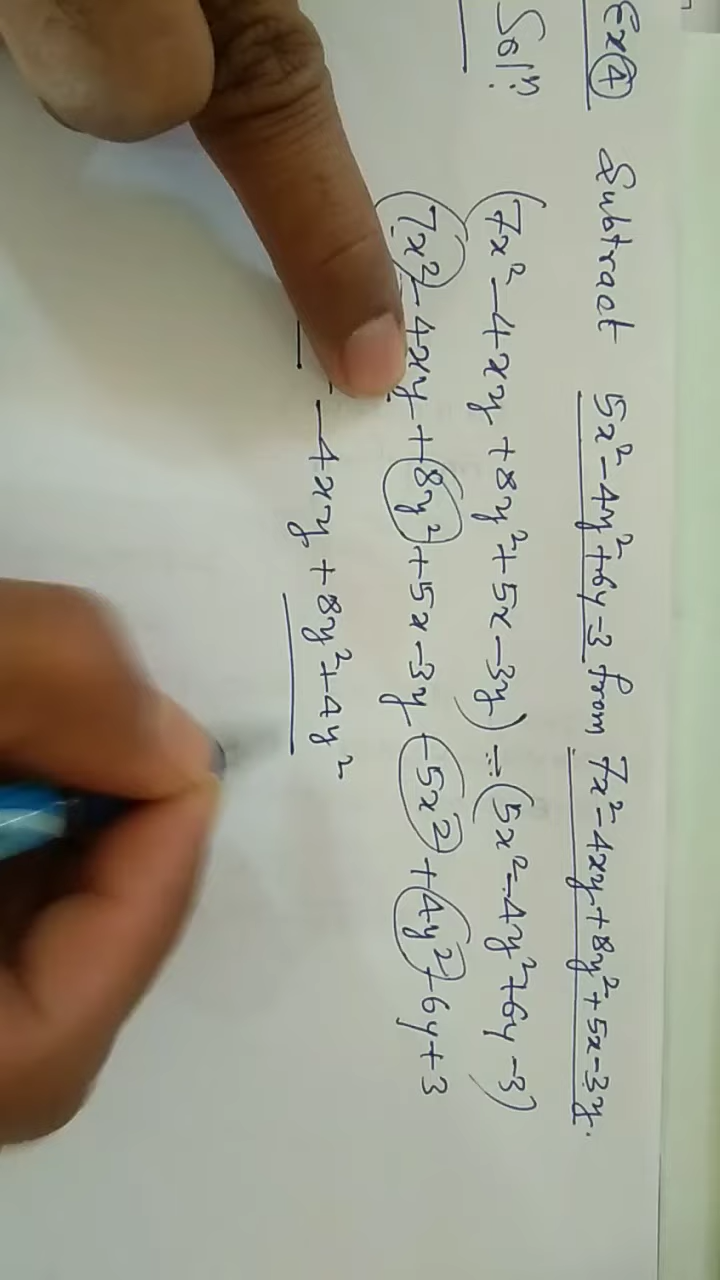 Ex④ Subtract 5x²-4y²+6y-3 from 7x²-4xy+8y²+5x-3y.
Solⁿ: (7x²-4xy+8y²+5x-3y) - (5x²-4y²+6y-3)
7x²-4xy+8y²+5x-3y-5x²+4y²-6y+3
-4xy+8y²+4y²